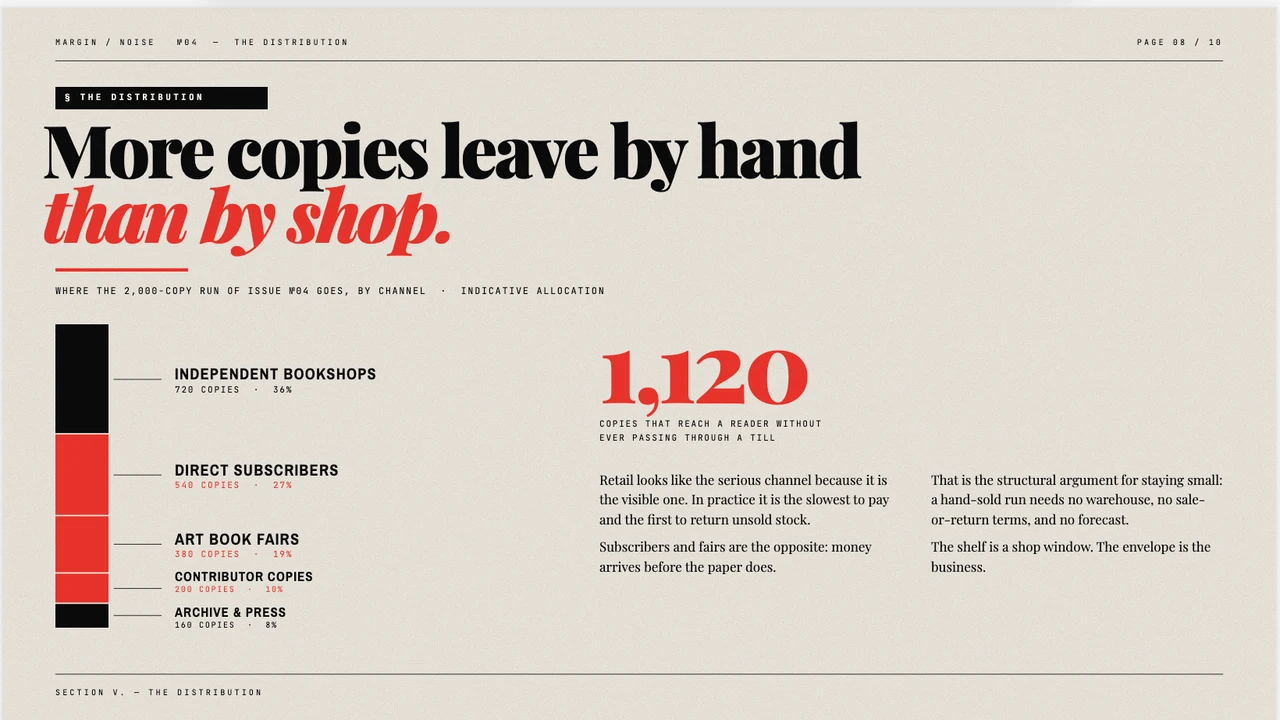 MARGIN / NOISE №04 — THE DISTRIBUTION
PAGE 08 / 10
§ THE DISTRIBUTION
More copies leave by hand
than by shop.
WHERE THE 2,000-COPY RUN OF ISSUE №04 GOES, BY CHANNEL · INDICATIVE ALLOCATION
INDEPENDENT BOOKSHOPS
720 COPIES · 36%
DIRECT SUBSCRIBERS
540 COPIES · 27%
ART BOOK FAIRS
380 COPIES · 19%
CONTRIBUTOR COPIES
200 COPIES · 10%
ARCHIVE & PRESS
160 COPIES · 8%
1,120
COPIES THAT REACH A READER WITHOUT
EVER PASSING THROUGH A TILL
Retail looks like the serious channel because it is
the visible one. In practice it is the slowest to pay
and the first to return unsold stock.
Subscribers and fairs are the opposite: money
arrives before the paper does.
That is the structural argument for staying small:
a hand-sold run needs no warehouse, no sale-
or-return terms, and no forecast.
The shelf is a shop window. The envelope is the
business.
SECTION V. — THE DISTRIBUTION